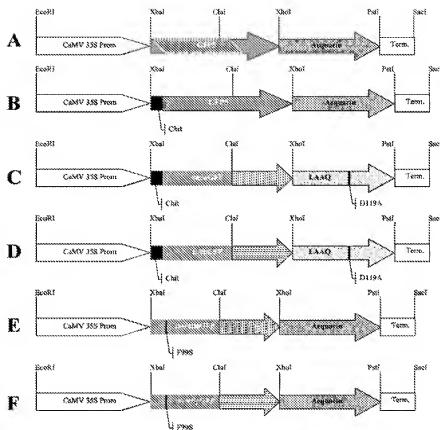 EcoRI XbaI ClaI XhoI PstI SacI
A CaMV 35S Prom Aequorin Term.
EcoRI XbaI ClaI XhoI PstI SacI
B CaMV 35S Prom Aequorin Term.
Chit
EcoRI XbaI ClaI XhoI PstI SacI
C CaMV 35S Prom LAAQ Term.
Chit D119A
EcoRI XbaI ClaI XhoI PstI SacI
D CaMV 35S Prom LAAQ Term.
Chit D119A
EcoRI XbaI ClaI XhoI PstI SacI
E CaMV 35S Prom Aequorin Term.
F99S
EcoRI XbaI ClaI XhoI PstI SacI
F CaMV 35S Prom Aequorin Term.
F99S